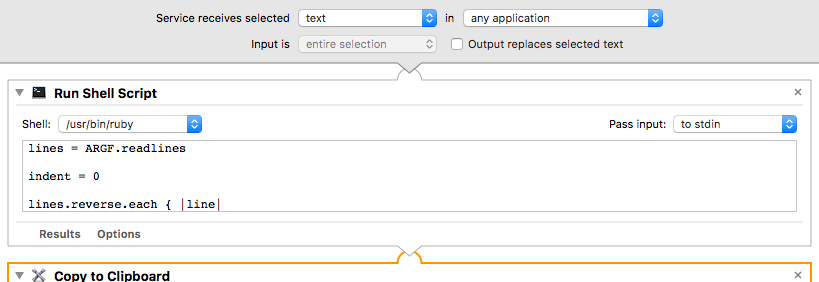 Service receives selected text in any application
Input is entire selection Output replaces selected text
Run Shell Script
Shell: /usr/bin/ruby Pass input: to stdin
lines = ARGF.readlines
indent = 0
lines.reverse.each { |line|
Results Options
Copy to Clipboard